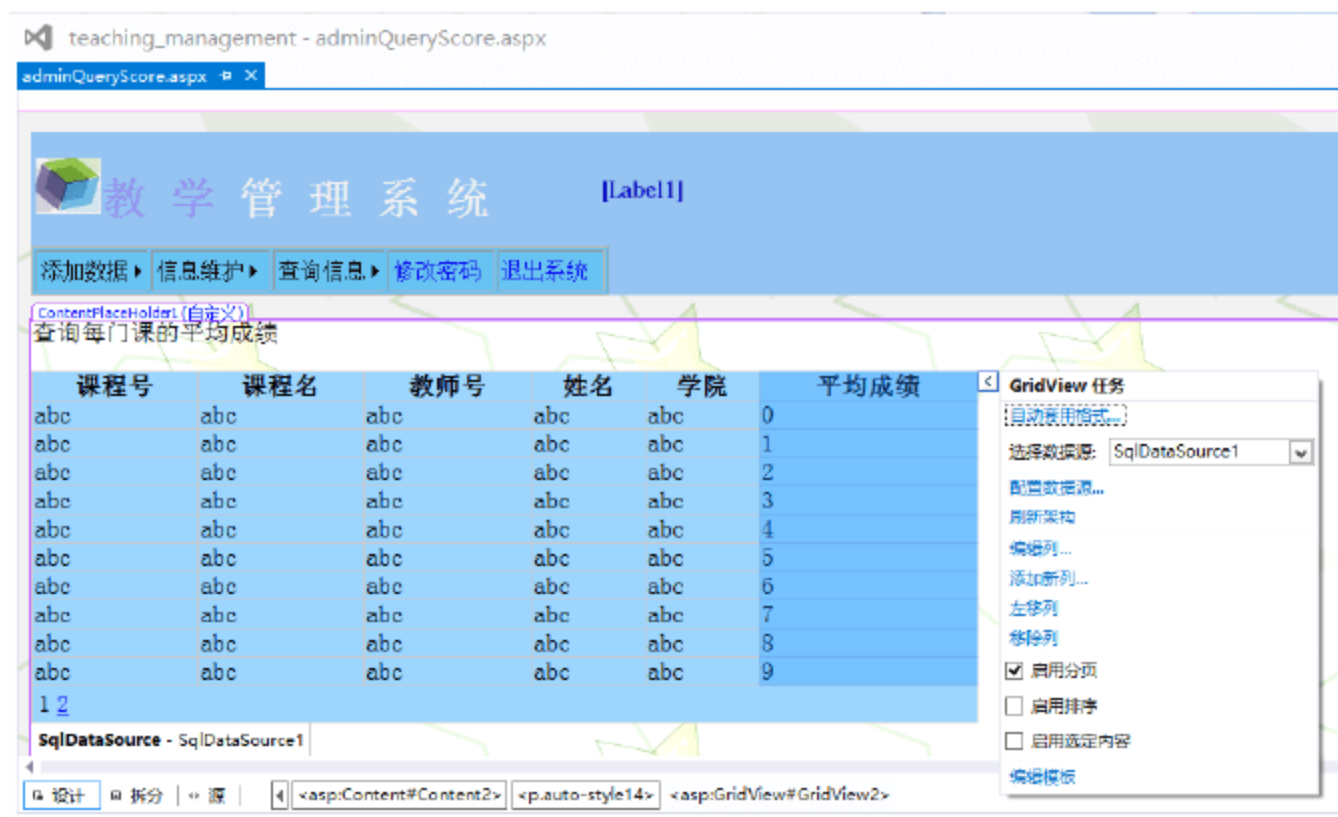 teaching_management - adminQueryScore.aspx
adminQueryScore.aspx
教 学 管 理 系 统 [Label1]
添加数据 信息维护 查询信息 修改密码 退出系统
ContentPlaceHolder1 (自定义)
查询每门课的平均成绩
课程号 课程名 教师号 姓名 学院 平均成绩
abc abc abc abc abc 0
abc abc abc abc abc 1
abc abc abc abc abc 2
abc abc abc abc abc 3
abc abc abc abc abc 4
abc abc abc abc abc 5
abc abc abc abc abc 6
abc abc abc abc abc 7
abc abc abc abc abc 8
abc abc abc abc abc 9
1 2
SqlDataSource - SqlDataSource1
GridView 任务
自动套用格式...
选择数据源: SqlDataSource1
配置数据源...
刷新架构
编辑列...
添加新列...
左移列
移除列
启用分页
启用排序
启用选定内容
编辑模板
设计 拆分 源 <asp:Content#Content2> <p.auto-style14> <asp:GridView#GridView2>